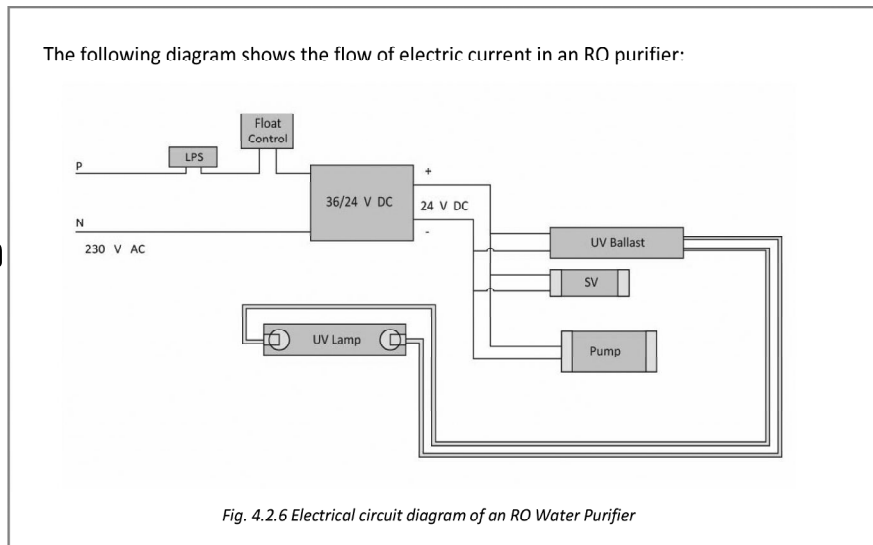 The following diagram shows the flow of electric current in an RO purifier:
Float
Control
LPS
P
+
36/24 V DC
24 V DC
N
-
UV Ballast
230 V AC
SV
UV Lamp
Pump
Fig. 4.2.6 Electrical circuit diagram of an RO Water Purifier